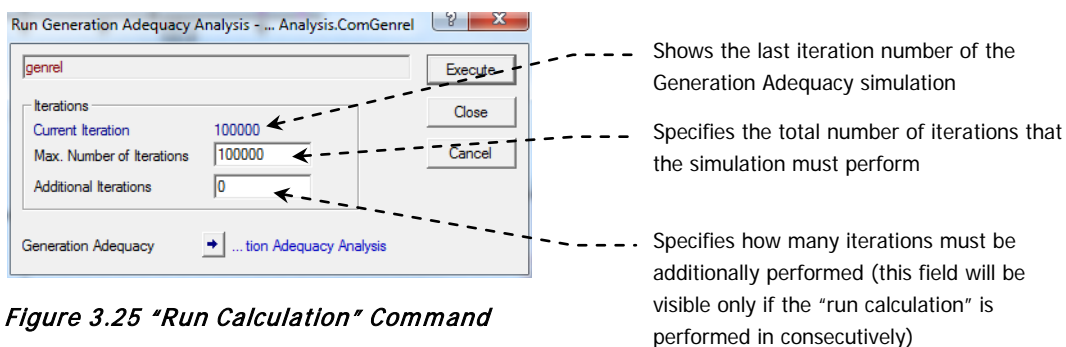 Run Generation Adequacy Analysis - ... Analysis.ComGenrel
genrel
Execute
Iterations
Close
Current Iteration 100000
Max. Number of Iterations 100000
Cancel
Additional Iterations 0
Generation Adequacy ... tion Adequacy Analysis
Shows the last iteration number of the
Generation Adequacy simulation
Specifies the total number of iterations that
the simulation must perform
Specifies how many iterations must be
additionally performed (this field will be
visible only if the “run calculation” is
performed in consecutively)
Figure 3.25 “Run Calculation” Command